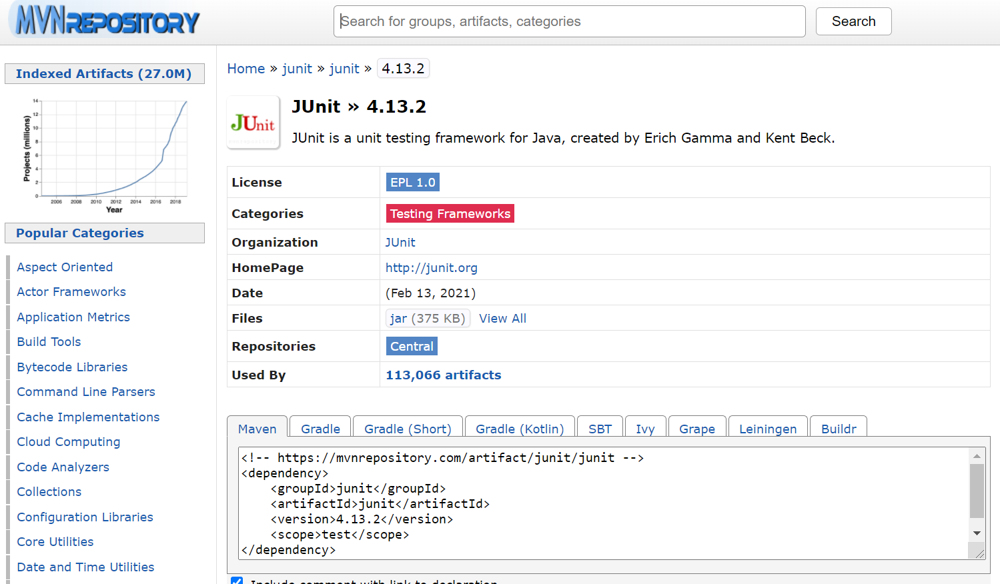 MVNREPOSITORY
Search for groups, artifacts, categories
Search
Indexed Artifacts (27.0M)
Projects (millions)
14
12
10
8
6
4
2
0
2006 2008 2010 2012 2014 2016 2018
Year
Popular Categories
Aspect Oriented
Actor Frameworks
Application Metrics
Build Tools
Bytecode Libraries
Command Line Parsers
Cache Implementations
Cloud Computing
Code Analyzers
Collections
Configuration Libraries
Core Utilities
Date and Time Utilities
Home » junit » junit » 4.13.2
JUnit
JUnit » 4.13.2
JUnit is a unit testing framework for Java, created by Erich Gamma and Kent Beck.
License EPL 1.0
Categories Testing Frameworks
Organization JUnit
HomePage http://junit.org
Date (Feb 13, 2021)
Files jar (375 KB) View All
Repositories Central
Used By 113,066 artifacts
Maven Gradle Gradle (Short) Gradle (Kotlin) SBT Ivy Grape Leiningen Buildr
<!-- https://mvnrepository.com/artifact/junit/junit -->
<dependency>
    <groupId>junit</groupId>
    <artifactId>junit</artifactId>
    <version>4.13.2</version>
    <scope>test</scope>
</dependency>
Include comment with link to declaration